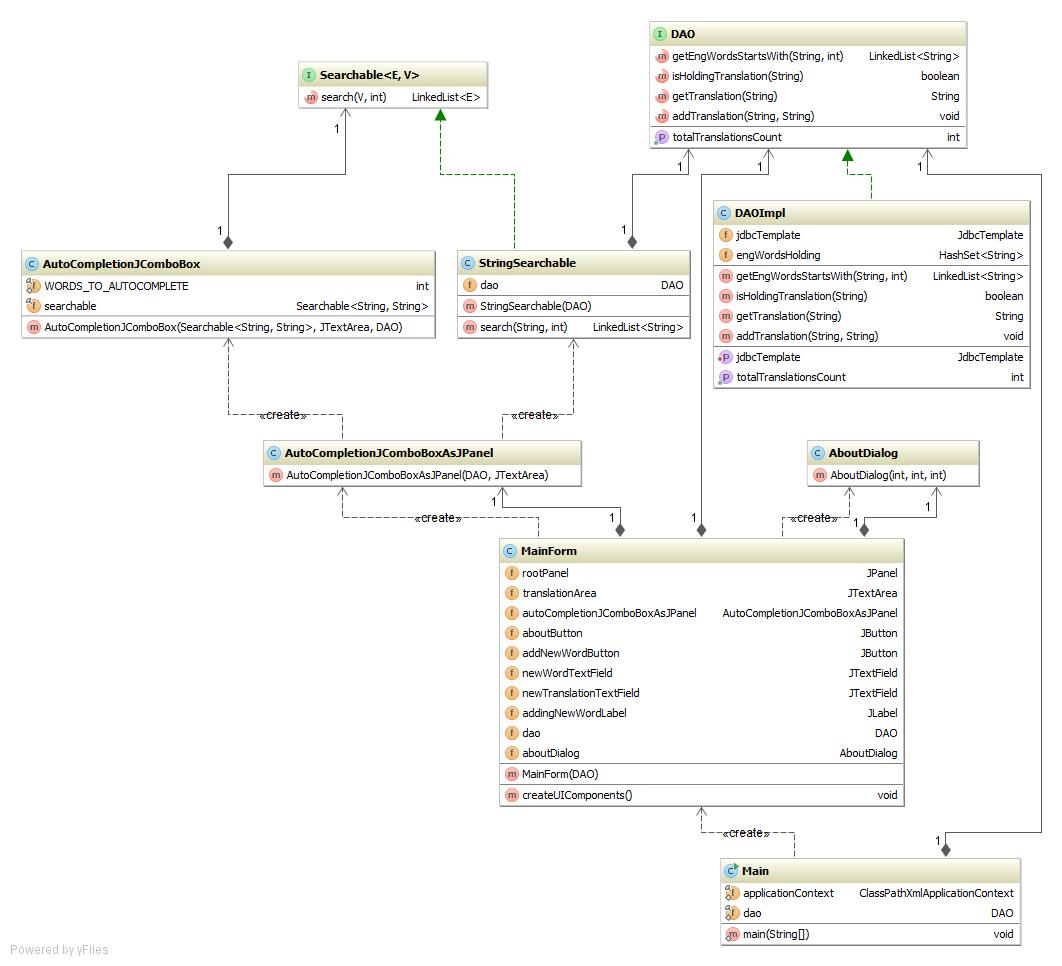 I DAO
m getEngWordsStartsWith(String, int) LinkedList<String>
m isHoldingTranslation(String) boolean
m getTranslation(String) String
m addTranslation(String, String) void
P totalTranslationsCount int
I Searchable<E, V>
m search(V, int) LinkedList<E>
1
1
1
1
1
1
C DAOImpl
f jdbcTemplate JdbcTemplate
f engWordsHolding HashSet<String>
m getEngWordsStartsWith(String, int) LinkedList<String>
m isHoldingTranslation(String) boolean
m getTranslation(String) String
m addTranslation(String, String) void
P jdbcTemplate JdbcTemplate
P totalTranslationsCount int
C AutoCompletionJComboBox
f WORDS_TO_AUTOCOMPLETE int
f searchable Searchable<String, String>
m AutoCompletionJComboBox(Searchable<String, String>, JTextArea, DAO)
C StringSearchable
f dao DAO
m StringSearchable(DAO)
m search(String, int) LinkedList<String>
«create»
«create»
C AutoCompletionJComboBoxAsJPanel
m AutoCompletionJComboBoxAsJPanel(DAO, JTextArea)
C AboutDialog
m AboutDialog(int, int, int)
1
1
«create»
1
1
«create»
1
C MainForm
f rootPanel JPanel
f translationArea JTextArea
f autoCompletionJComboBoxAsJPanel AutoCompletionJComboBoxAsJPanel
f aboutButton JButton
f addNewWordButton JButton
f newWordTextField JTextField
f newTranslationTextField JTextField
f addingNewWordLabel JLabel
f dao DAO
f aboutDialog AboutDialog
m MainForm(DAO)
m createUIComponents() void
«create»
1
C Main
f applicationContext ClassPathXmlApplicationContext
f dao DAO
m main(String[]) void
Powered by yFiles